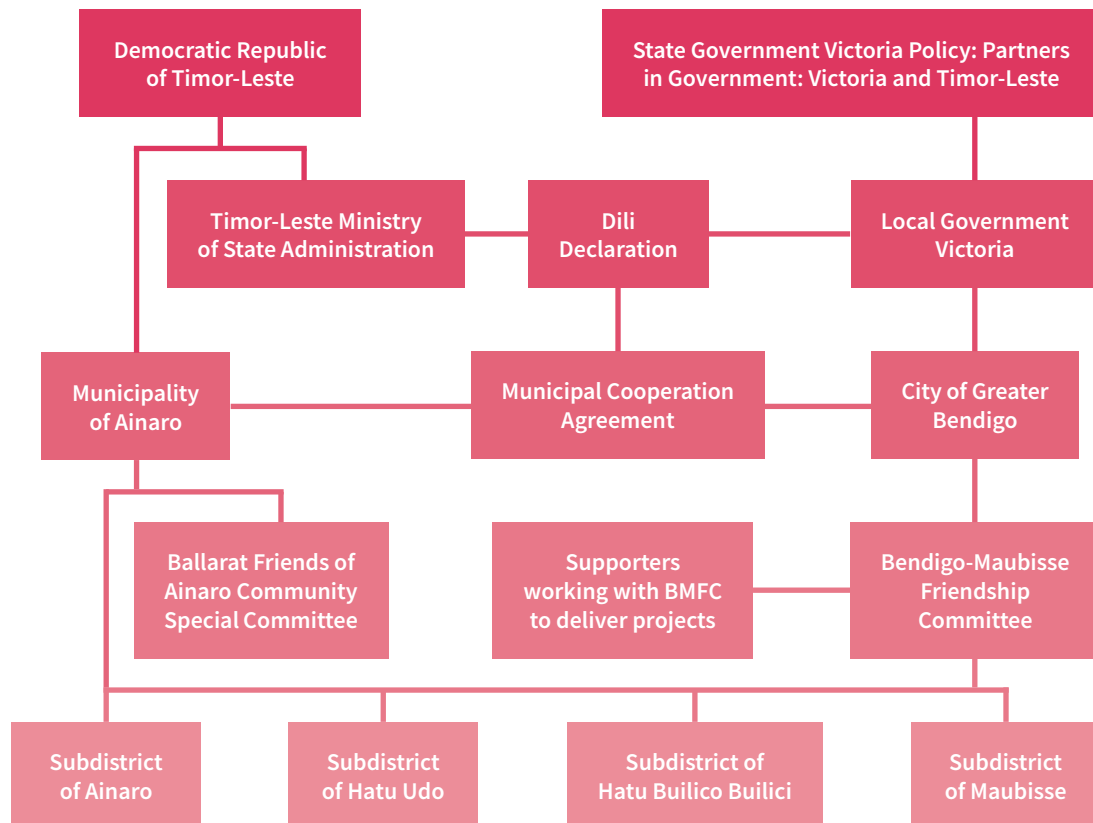 Democratic Republic
of Timor-Leste
State Government Victoria Policy: Partners
in Government: Victoria and Timor-Leste
Timor-Leste Ministry
of State Administration
Dili
Declaration
Local Government
Victoria
Municipality
of Ainaro
Municipal Cooperation
Agreement
City of Greater
Bendigo
Ballarat Friends of
Ainaro Community
Special Committee
Supporters
working with BMFC
to deliver projects
Bendigo-Maubisse
Friendship
Committee
Subdistrict
of Ainaro
Subdistrict
of Hatu Udo
Subdistrict of
Hatu Builico Builici
Subdistrict
of Maubisse